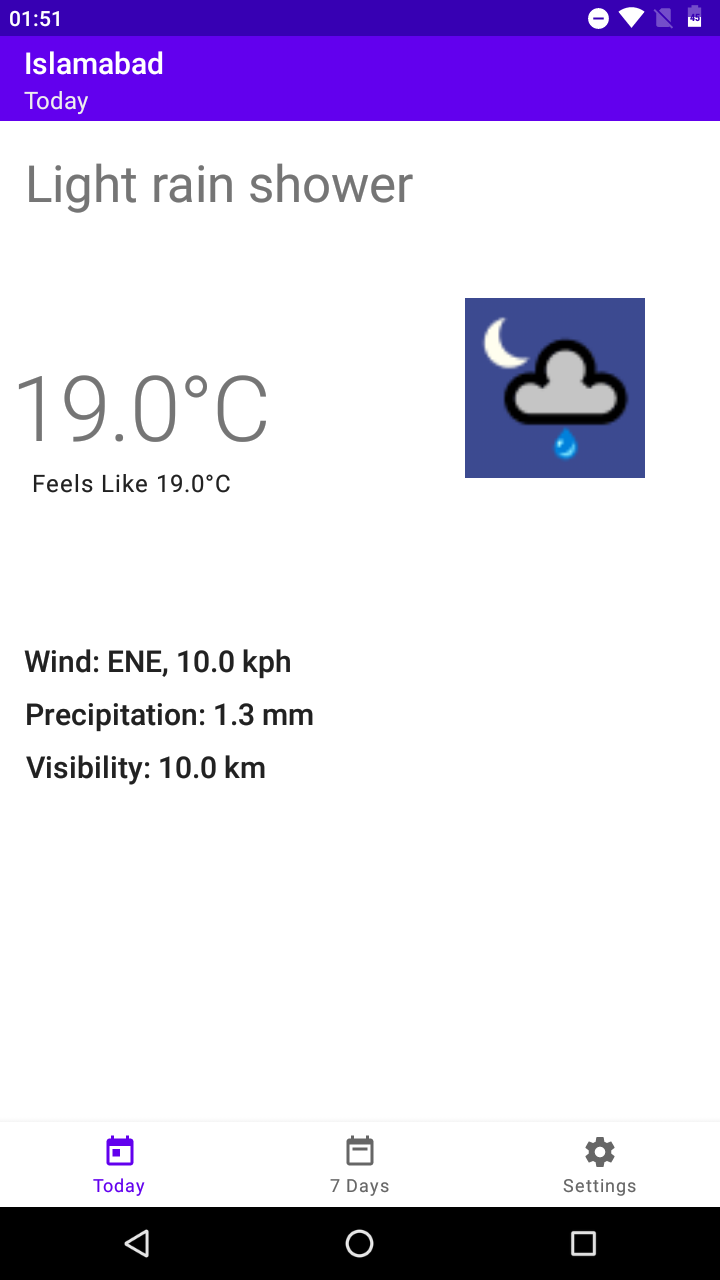 01:51
45
Islamabad
Today
Light rain shower
19.0°C
Feels Like 19.0°C
Wind: ENE, 10.0 kph
Precipitation: 1.3 mm
Visibility: 10.0 km
Today
7 Days
Settings